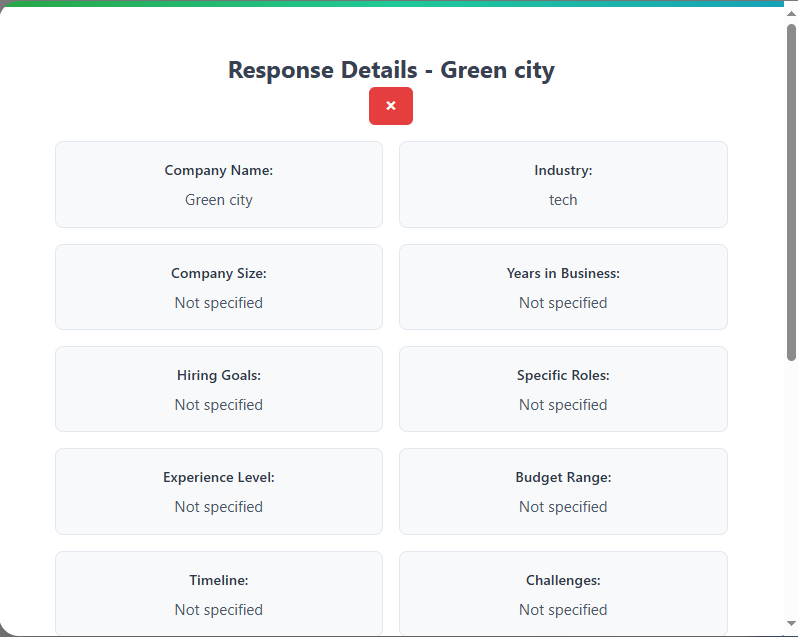 Response Details - Green city
×
Company Name:
Green city
Industry:
tech
Company Size:
Not specified
Years in Business:
Not specified
Hiring Goals:
Not specified
Specific Roles:
Not specified
Experience Level:
Not specified
Budget Range:
Not specified
Timeline:
Not specified
Challenges:
Not specified